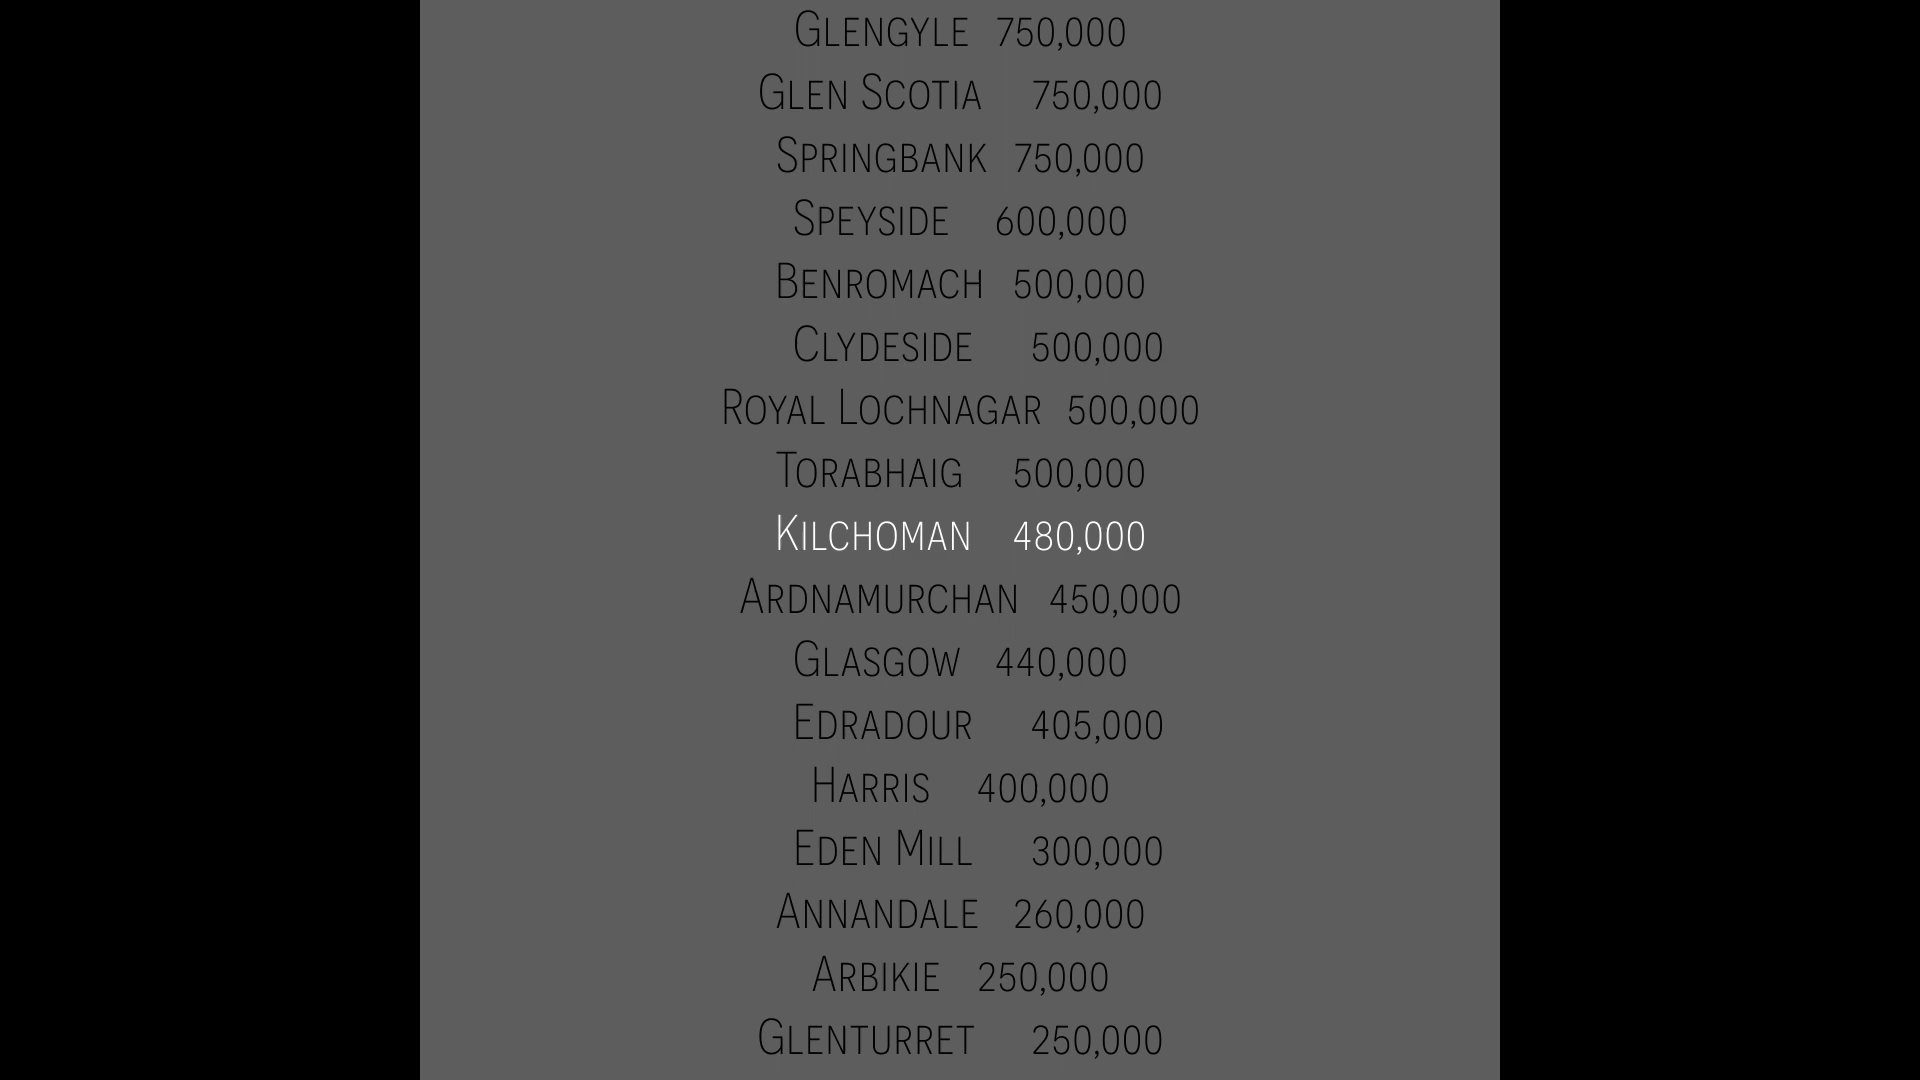 Glengyle 750,000
Glen Scotia 750,000
Springbank 750,000
Speyside 600,000
Benromach 500,000
Clydeside 500,000
Royal Lochnagar 500,000
Torabhaig 500,000
Kilchoman 480,000
Ardnamurchan 450,000
Glasgow 440,000
Edradour 405,000
Harris 400,000
Eden Mill 300,000
Annandale 260,000
Arbikie 250,000
Glenturret 250,000